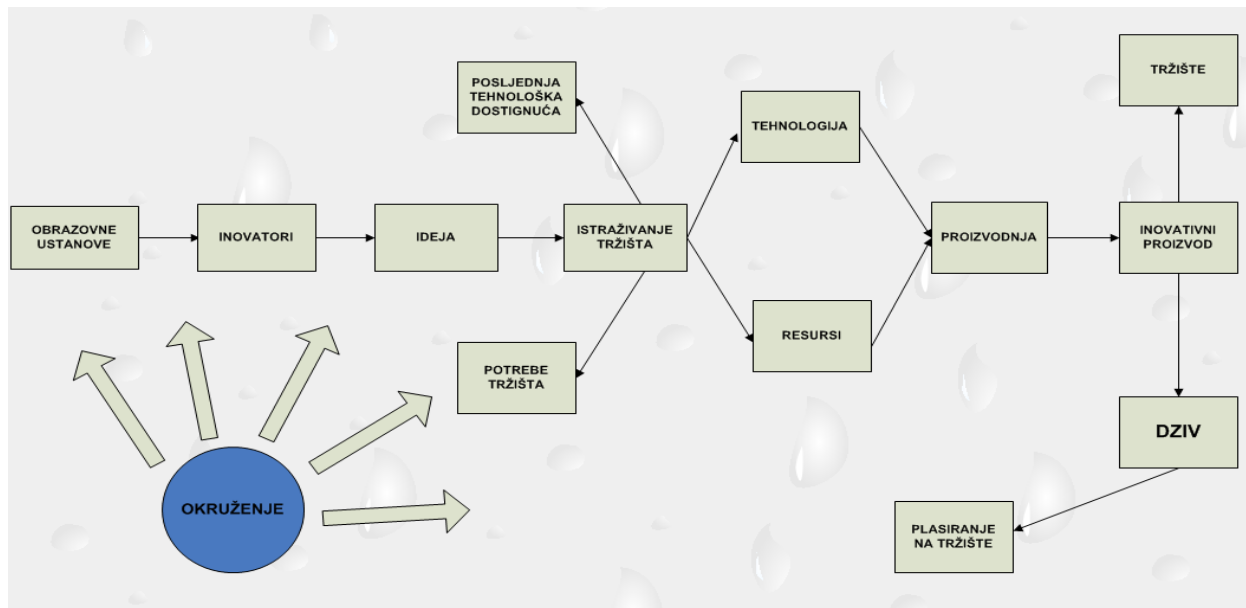 OBRAZOVNE
USTANOVE
INOVATORI
IDEJA
POSLJEDNJA
TEHNOLOŠKA
DOSTIGNUĆA
ISTRAŽIVANJE
TRŽIŠTA
POTREBE
TRŽIŠTA
TEHNOLOGIJA
RESURSI
PROIZVODNJA
TRŽIŠTE
INOVATIVNI
PROIZVOD
DZIV
PLASIRANJE
NA TRŽIŠTE
OKRUŽENJE